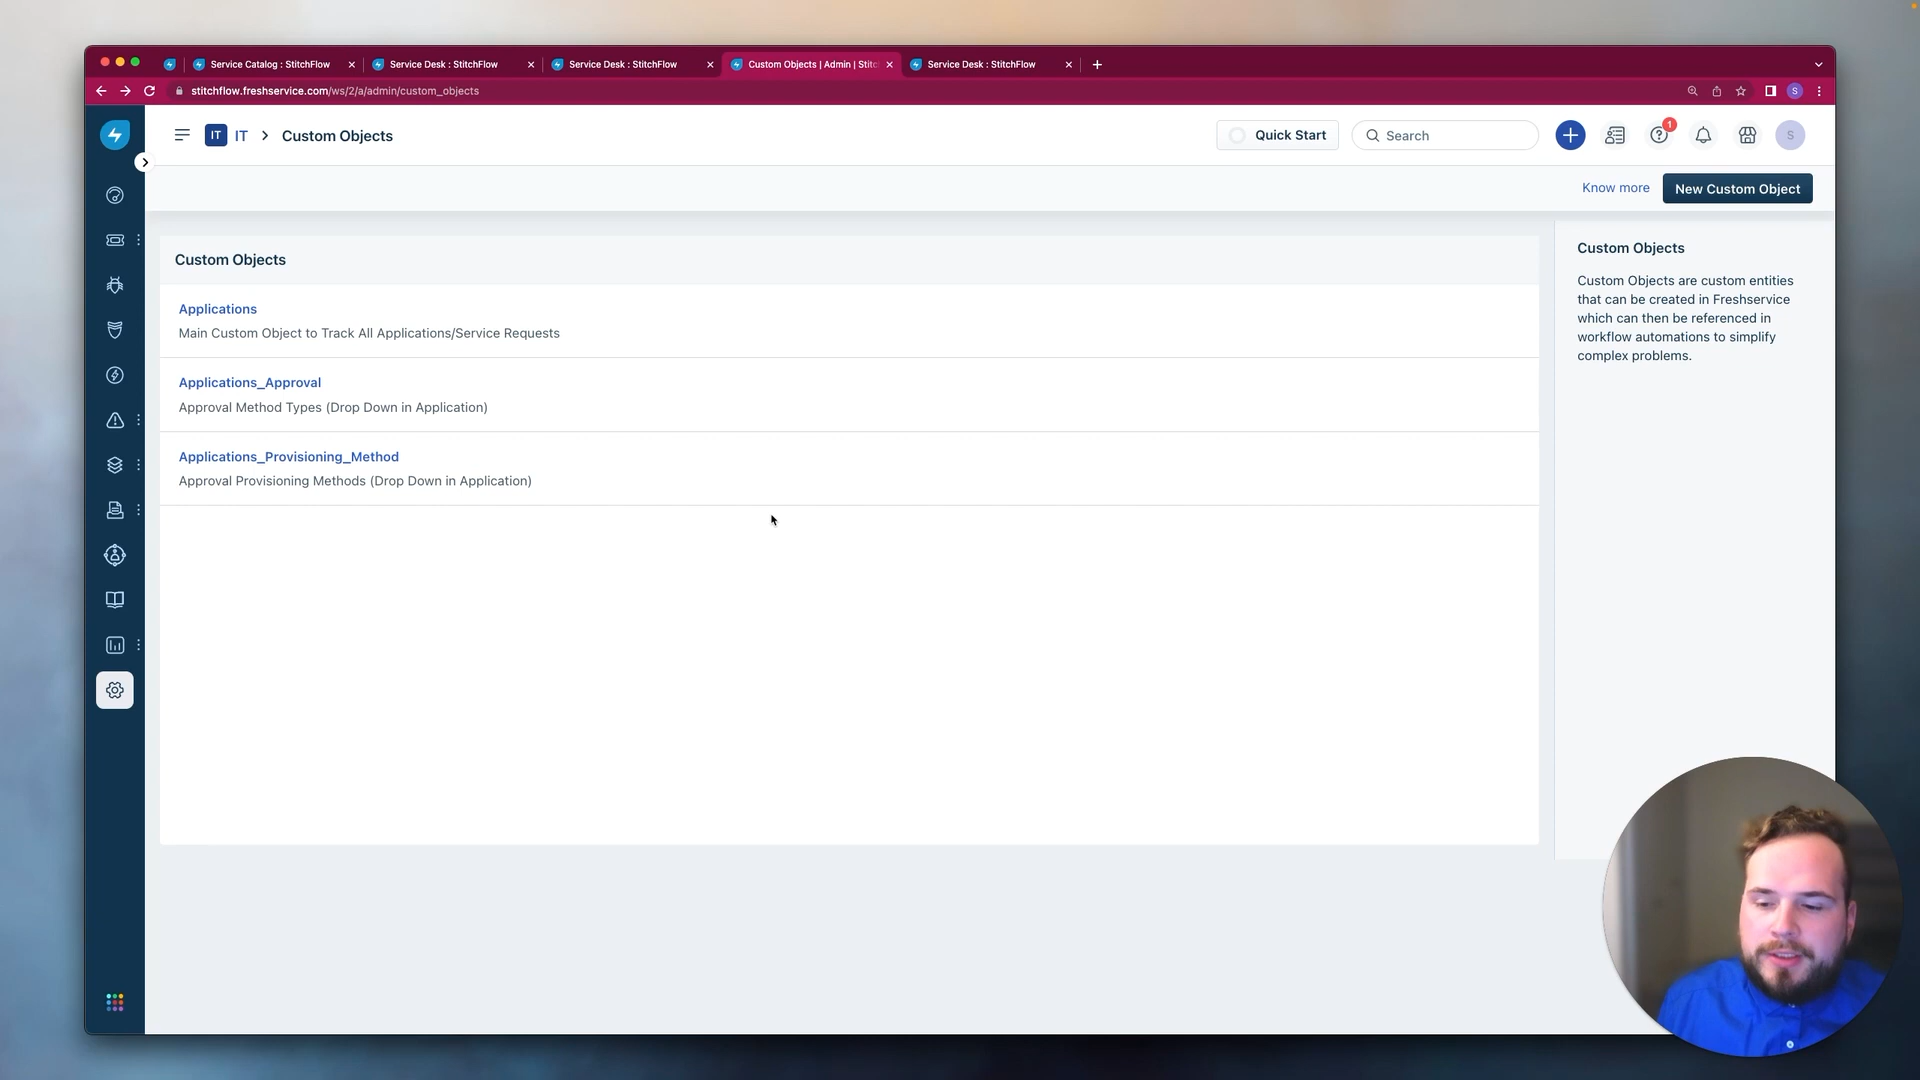 Service Catalog : StitchFlow
Service Desk : StitchFlow
Service Desk : StitchFlow
Custom Objects | Admin | Stitc
Service Desk : StitchFlow
stitchflow.freshservice.com/ws/2/a/admin/custom_objects
S
IT IT > Custom Objects
Quick Start
Search
1
S
Know more
New Custom Object
Custom Objects
Applications
Main Custom Object to Track All Applications/Service Requests
Applications_Approval
Approval Method Types (Drop Down in Application)
Applications_Provisioning_Method
Approval Provisioning Methods (Drop Down in Application)
Custom Objects
Custom Objects are custom entities
that can be created in Freshservice
which can then be referenced in
workflow automations to simplify
complex problems.